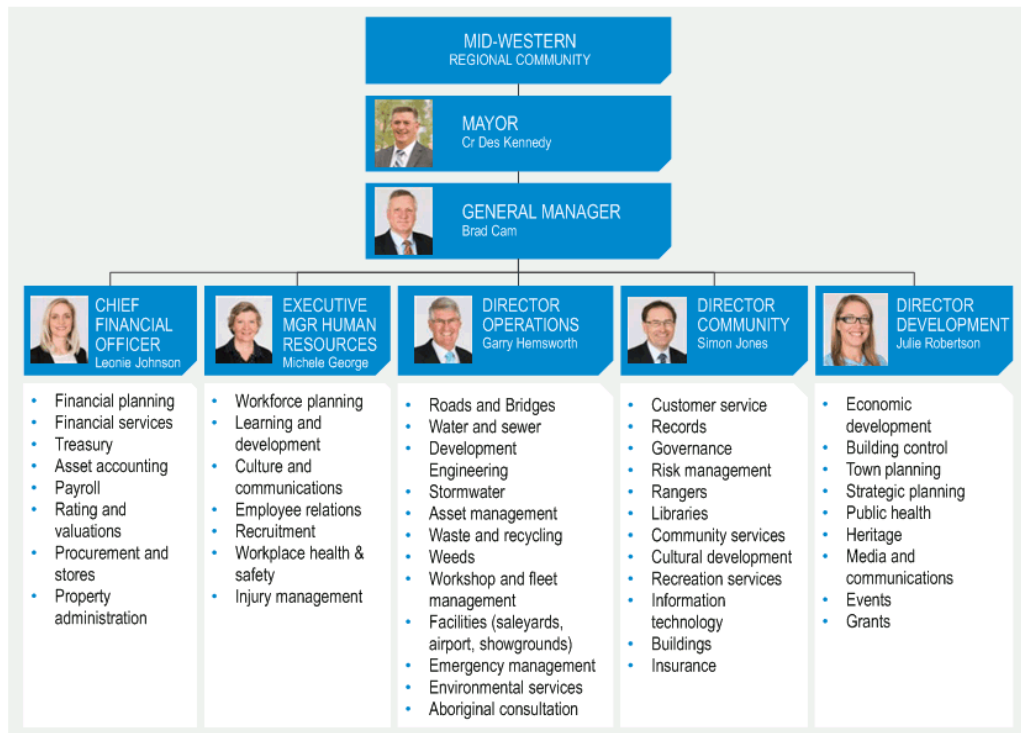 MID-WESTERN
REGIONAL COMMUNITY
MAYOR
Cr Des Kennedy
GENERAL MANAGER
Brad Cam
CHIEF
FINANCIAL
OFFICER
Leonie Johnson
• Financial planning
• Financial services
• Treasury
• Asset accounting
• Payroll
• Rating and
valuations
• Procurement and
stores
• Property
administration
EXECUTIVE
MGR HUMAN
RESOURCES
Michele George
• Workforce planning
• Learning and
development
• Culture and
communications
• Employee relations
• Recruitment
• Workplace health &
safety
• Injury management
DIRECTOR
OPERATIONS
Garry Hemsworth
• Roads and Bridges
• Water and sewer
• Development
Engineering
• Stormwater
• Asset management
• Waste and recycling
• Weeds
• Workshop and fleet
management
• Facilities (saleyards,
airport, showgrounds)
• Emergency management
• Environmental services
• Aboriginal consultation
DIRECTOR
COMMUNITY
Simon Jones
• Customer service
• Records
• Governance
• Risk management
• Rangers
• Libraries
• Community services
• Cultural development
• Recreation services
• Information
technology
• Buildings
• Insurance
DIRECTOR
DEVELOPMENT
Julie Robertson
• Economic
development
• Building control
• Town planning
• Strategic planning
• Public health
• Heritage
• Media and
communications
• Events
• Grants